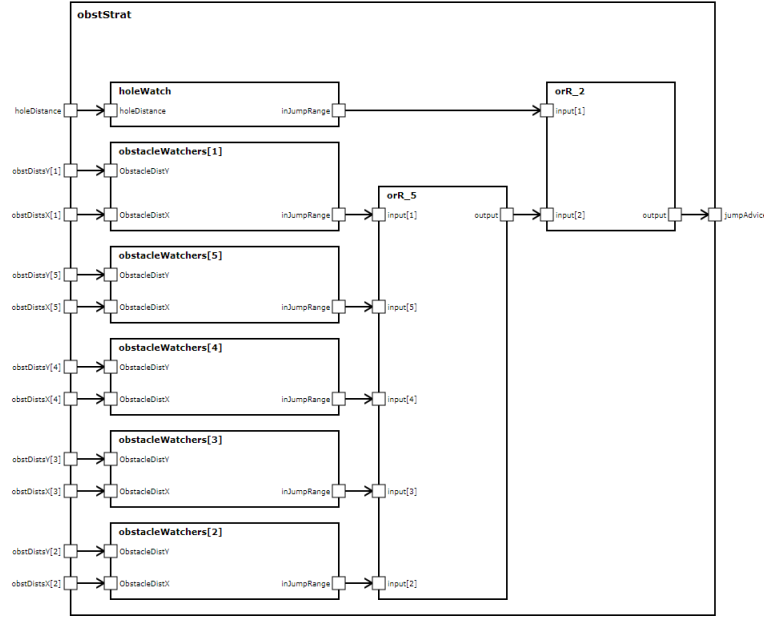 obstStrat
holeWatch
orR_2
holeDistance
holeDistance
inJumpRange
input[1]
obstacleWatchers[1]
obstDistsY[1]
ObstacleDistY
orR_5
obstDistsX[1]
ObstacleDistX
inJumpRange
input[1]
output
input[2]
output
jumpAdvice
obstacleWatchers[5]
obstDistsY[5]
ObstacleDistY
obstDistsX[5]
ObstacleDistX
inJumpRange
input[5]
obstacleWatchers[4]
obstDistsY[4]
ObstacleDistY
obstDistsX[4]
ObstacleDistX
inJumpRange
input[4]
obstacleWatchers[3]
obstDistsY[3]
ObstacleDistY
obstDistsX[3]
ObstacleDistX
inJumpRange
input[3]
obstacleWatchers[2]
obstDistsY[2]
ObstacleDistY
obstDistsX[2]
ObstacleDistX
inJumpRange
input[2]